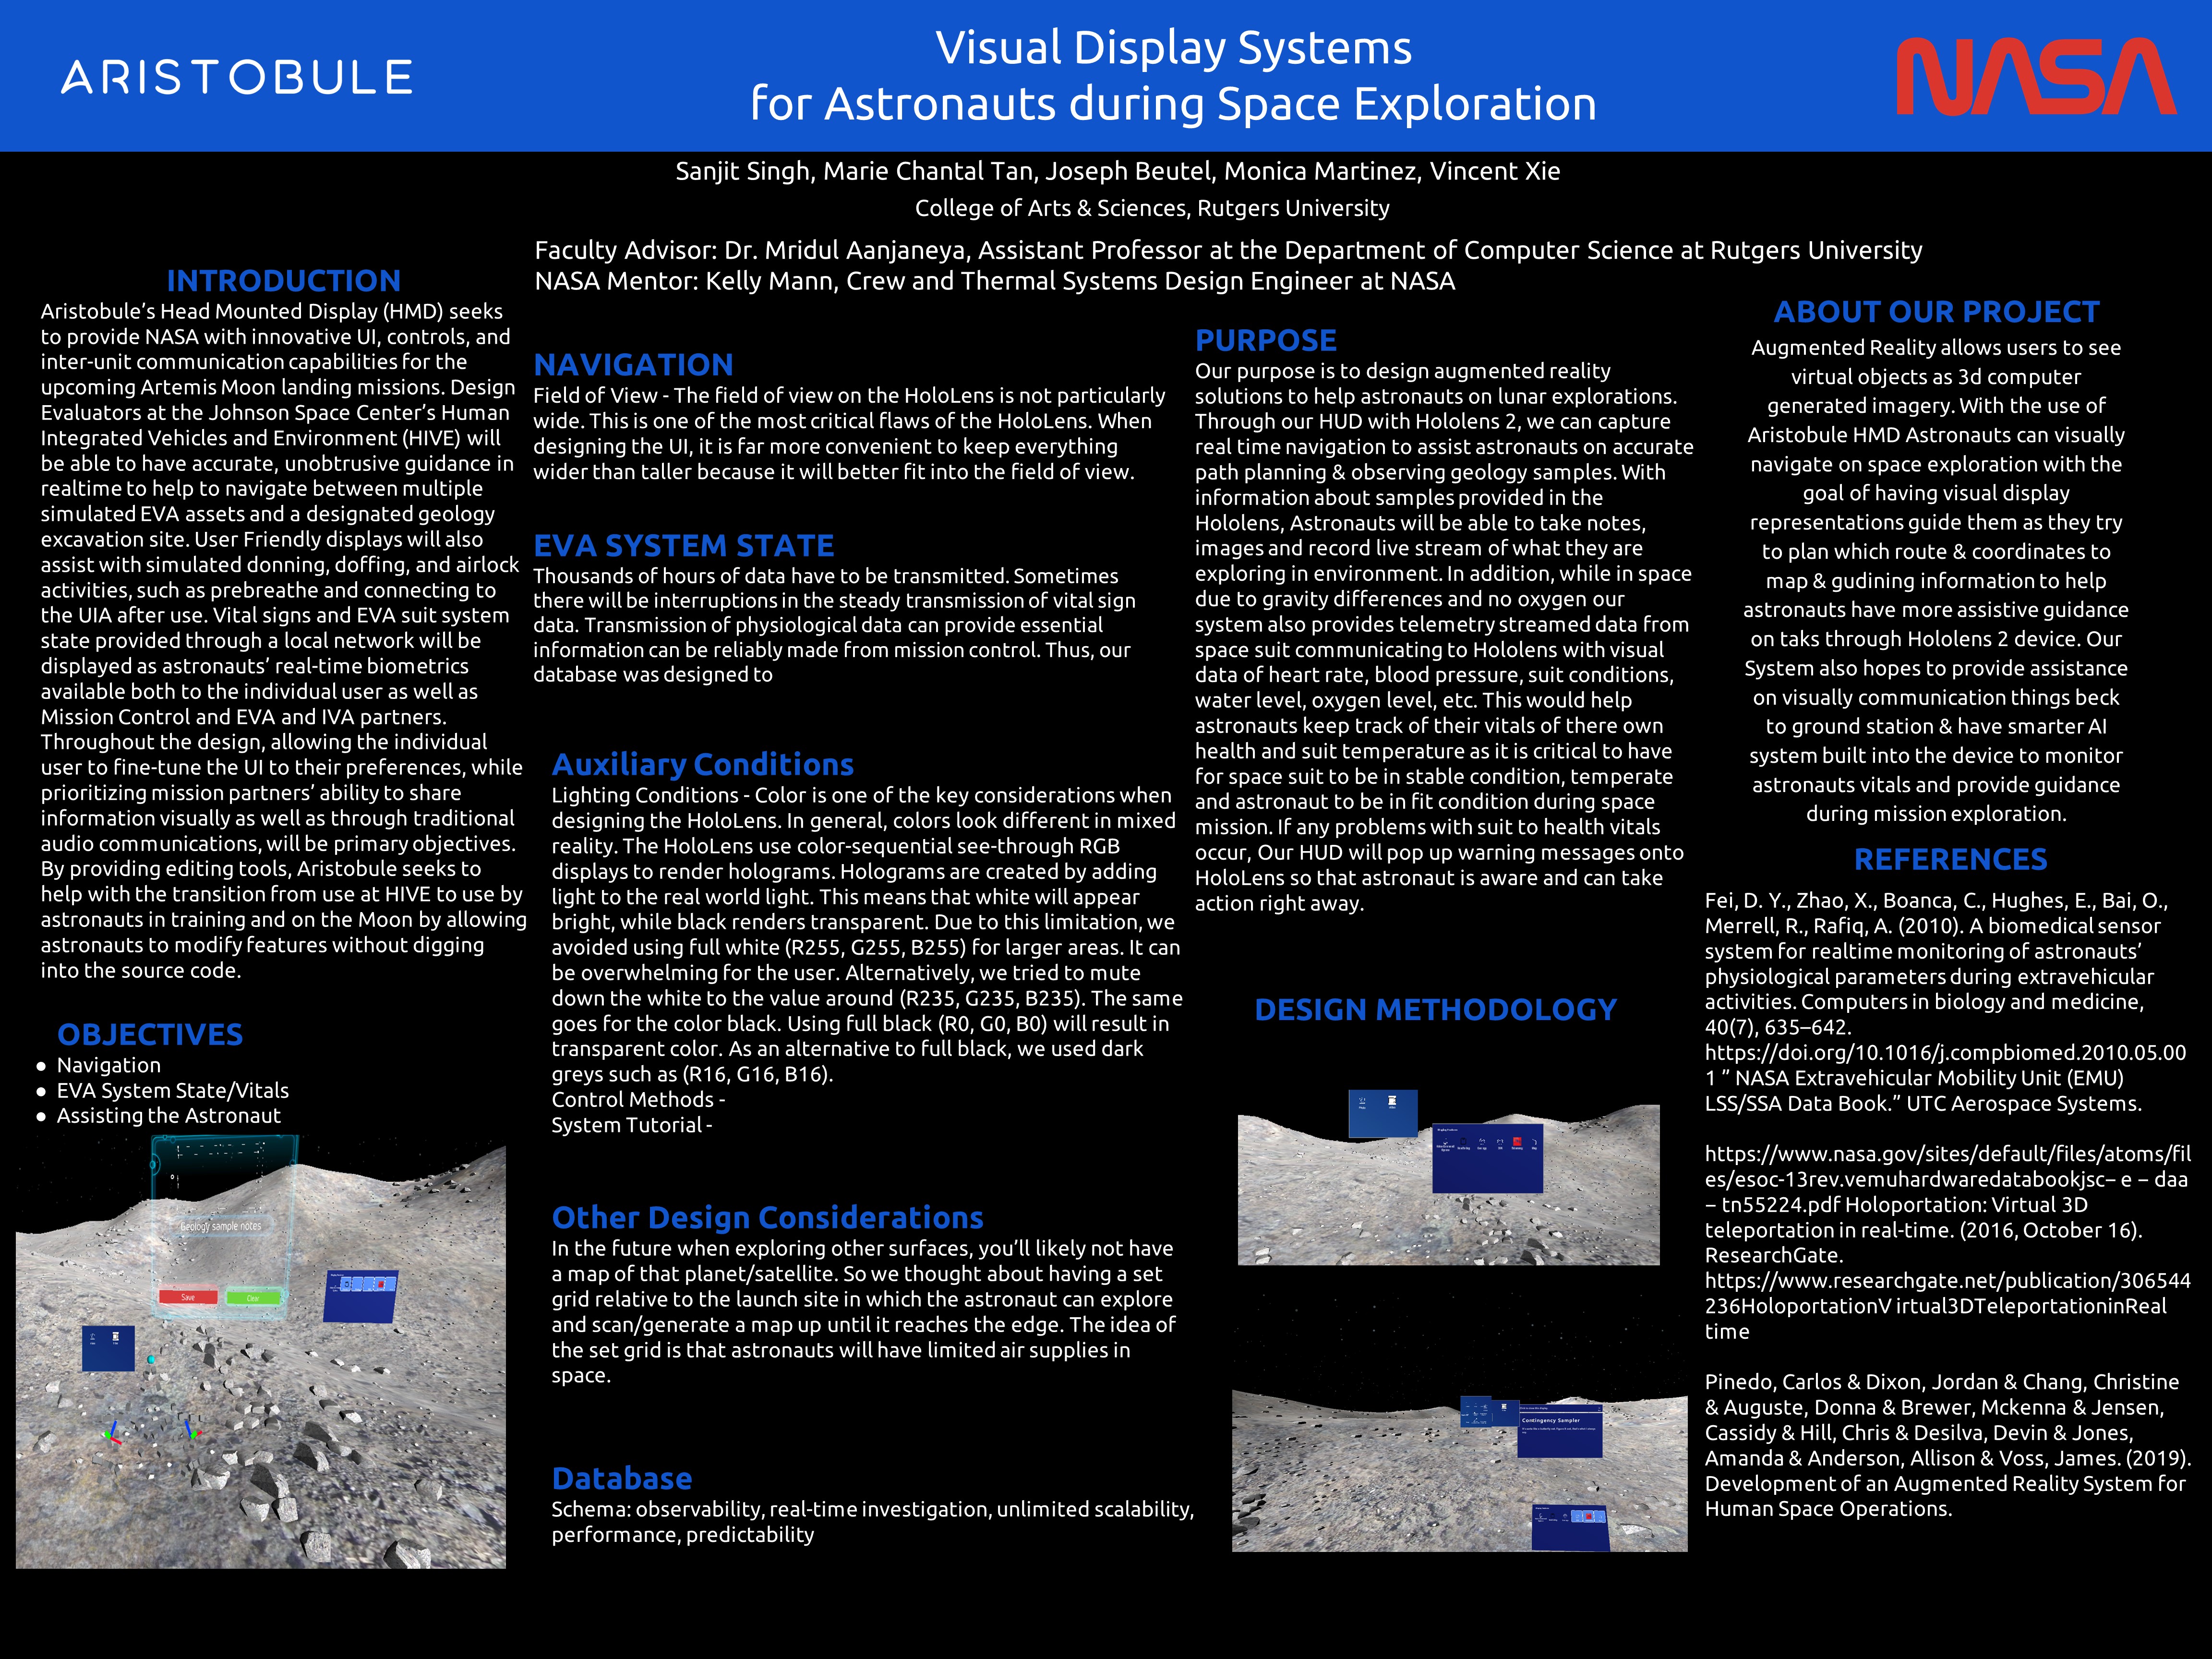 ARISTOBULE
Visual Display Systems
for Astronauts during Space Exploration
NASA
Sanjit Singh, Marie Chantal Tan, Joseph Beutel, Monica Martinez, Vincent Xie
College of Arts & Sciences, Rutgers University
Faculty Advisor: Dr. Mridul Aanjaneya, Assistant Professor at the Department of Computer Science at Rutgers University
NASA Mentor: Kelly Mann, Crew and Thermal Systems Design Engineer at NASA
INTRODUCTION
Aristobule’s Head Mounted Display (HMD) seeks
to provide NASA with innovative UI, controls, and
inter-unit communication capabilities for the
upcoming Artemis Moon landing missions. Design
Evaluators at the Johnson Space Center’s Human
Integrated Vehicles and Environment (HIVE) will
be able to have accurate, unobtrusive guidance in
realtime to help to navigate between multiple
simulated EVA assets and a designated geology
excavation site. User Friendly displays will also
assist with simulated donning, doffing, and airlock
activities, such as prebreathe and connecting to
the UIA after use. Vital signs and EVA suit system
state provided through a local network will be
displayed as astronauts’ real-time biometrics
available both to the individual user as well as
Mission Control and EVA and IVA partners.
Throughout the design, allowing the individual
user to fine-tune the UI to their preferences, while
prioritizing mission partners’ ability to share
information visually as well as through traditional
audio communications, will be primary objectives.
By providing editing tools, Aristobule seeks to
help with the transition from use at HIVE to use by
astronauts in training and on the Moon by allowing
astronauts to modify features without digging
into the source code.
OBJECTIVES
● Navigation
● EVA System State/Vitals
● Assisting the Astronaut
Geology sample notes
Save
Clear
NAVIGATION
Field of View - The field of view on the HoloLens is not particularly
wide. This is one of the most critical flaws of the HoloLens. When
designing the UI, it is far more convenient to keep everything
wider than taller because it will better fit into the field of view.
EVA SYSTEM STATE
Thousands of hours of data have to be transmitted. Sometimes
there will be interruptions in the steady transmission of vital sign
data. Transmission of physiological data can provide essential
information can be reliably made from mission control. Thus, our
database was designed to
Auxiliary Conditions
Lighting Conditions - Color is one of the key considerations when
designing the HoloLens. In general, colors look different in mixed
reality. The HoloLens use color-sequential see-through RGB
displays to render holograms. Holograms are created by adding
light to the real world light. This means that white will appear
bright, while black renders transparent. Due to this limitation, we
avoided using full white (R255, G255, B255) for larger areas. It can
be overwhelming for the user. Alternatively, we tried to mute
down the white to the value around (R235, G235, B235). The same
goes for the color black. Using full black (R0, G0, B0) will result in
transparent color. As an alternative to full black, we used dark
greys such as (R16, G16, B16).
Control Methods -
System Tutorial -
Other Design Considerations
In the future when exploring other surfaces, you’ll likely not have
a map of that planet/satellite. So we thought about having a set
grid relative to the launch site in which the astronaut can explore
and scan/generate a map up until it reaches the edge. The idea of
the set grid is that astronauts will have limited air supplies in
space.
Database
Schema: observability, real-time investigation, unlimited scalability,
performance, predictability
PURPOSE
Our purpose is to design augmented reality
solutions to help astronauts on lunar explorations.
Through our HUD with Hololens 2, we can capture
real time navigation to assist astronauts on accurate
path planning & observing geology samples. With
information about samples provided in the
Hololens, Astronauts will be able to take notes,
images and record live stream of what they are
exploring in environment. In addition, while in space
due to gravity differences and no oxygen our
system also provides telemetry streamed data from
space suit communicating to Hololens with visual
data of heart rate, blood pressure, suit conditions,
water level, oxygen level, etc. This would help
astronauts keep track of their vitals of there own
health and suit temperature as it is critical to have
for space suit to be in stable condition, temperate
and astronaut to be in fit condition during space
mission. If any problems with suit to health vitals
occur, Our HUD will pop up warning messages onto
HoloLens so that astronaut is aware and can take
action right away.
DESIGN METHODOLOGY
Contingency Sampler
ABOUT OUR PROJECT
Augmented Reality allows users to see
virtual objects as 3d computer
generated imagery. With the use of
Aristobule HMD Astronauts can visually
navigate on space exploration with the
goal of having visual display
representations guide them as they try
to plan which route & coordinates to
map & gudining information to help
astronauts have more assistive guidance
on taks through Hololens 2 device. Our
System also hopes to provide assistance
on visually communication things beck
to ground station & have smarter AI
system built into the device to monitor
astronauts vitals and provide guidance
during mission exploration.
REFERENCES
Fei, D. Y., Zhao, X., Boanca, C., Hughes, E., Bai, O.,
Merrell, R., Rafiq, A. (2010). A biomedical sensor
system for realtime monitoring of astronauts’
physiological parameters during extravehicular
activities. Computers in biology and medicine,
40(7), 635–642.
https://doi.org/10.1016/j.compbiomed.2010.05.00
1 ” NASA Extravehicular Mobility Unit (EMU)
LSS/SSA Data Book.” UTC Aerospace Systems.
https://www.nasa.gov/sites/default/files/atoms/fil
es/esoc-13rev.vemuhardwaredatabookjsc– e – daa
– tn55224.pdf Holoportation: Virtual 3D
teleportation in real-time. (2016, October 16).
ResearchGate.
https://www.researchgate.net/publication/306544
236HoloportationV irtual3DTeleportationinReal
time
Pinedo, Carlos & Dixon, Jordan & Chang, Christine
& Auguste, Donna & Brewer, Mckenna & Jensen,
Cassidy & Hill, Chris & Desilva, Devin & Jones,
Amanda & Anderson, Allison & Voss, James. (2019).
Development of an Augmented Reality System for
Human Space Operations.